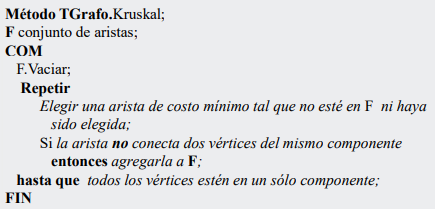 Método TGrafo.Kruskal;
F conjunto de aristas;
COM
F.Vaciar;
Repetir
Elegir una arista de costo mínimo tal que no esté en F ni haya
sido elegida;
Si la arista no conecta dos vértices del mismo componente
entonces agregarla a F;
hasta que todos los vértices estén en un sólo componente;
FIN